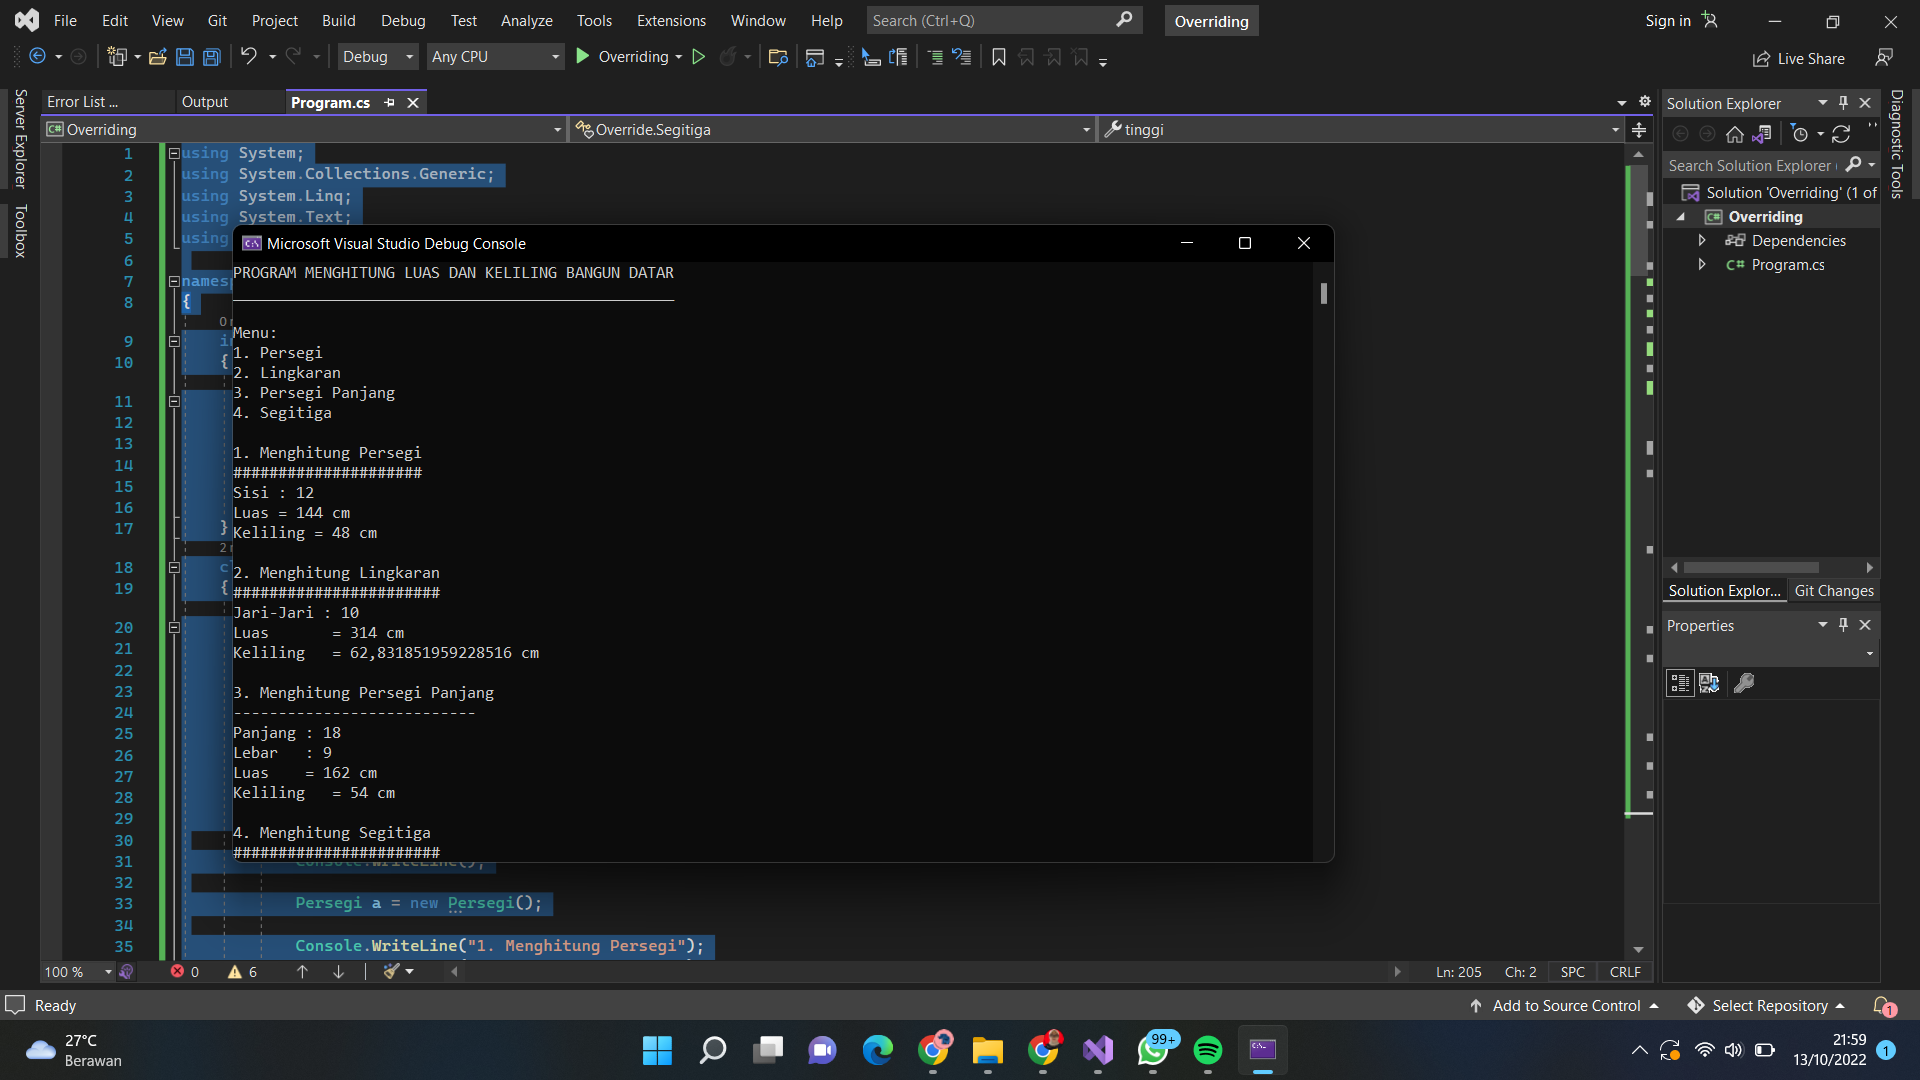 File Edit View Git Project Build Debug Test Analyze Tools Extensions Window Help Search (Ctrl+Q) Overriding Sign in
Debug Any CPU Overriding Live Share
Server Explorer
Toolbox
Error List ... Output Program.cs
Overriding Override.Segitiga tinggi
1 using System;
2 using System.Collections.Generic;
3 using System.Linq;
4 using System.Text;
5 using
6
7 namesp
8 {
0 r
9 in
10 {
11
12
13
14
15
16
17 }
2 r
18 c
19 {
20
21
22
23
24
25
26
27
28
29
30
31 Console.WriteLine();
32
33 Persegi a = new Persegi();
34
35 Console.WriteLine("1. Menghitung Persegi");
Microsoft Visual Studio Debug Console
PROGRAM MENGHITUNG LUAS DAN KELILING BANGUN DATAR
_________________________________________________
Menu:
1. Persegi
2. Lingkaran
3. Persegi Panjang
4. Segitiga
1. Menghitung Persegi
#####################
Sisi : 12
Luas = 144 cm
Keliling = 48 cm
2. Menghitung Lingkaran
#######################
Jari-Jari : 10
Luas       = 314 cm
Keliling   = 62,831851959228516 cm
3. Menghitung Persegi Panjang
---------------------------
Panjang : 18
Lebar   : 9
Luas    = 162 cm
Keliling   = 54 cm
4. Menghitung Segitiga
#######################
100 % 0 6 Ln: 205 Ch: 2 SPC CRLF
Solution Explorer
Search Solution Explorer (
Solution 'Overriding' (1 of
Overriding
Dependencies
C# Program.cs
Solution Explor... Git Changes
Properties
Diagnostic Tools
Ready Add to Source Control Select Repository 1
27°C
Berawan
99+
21:59
13/10/2022
1